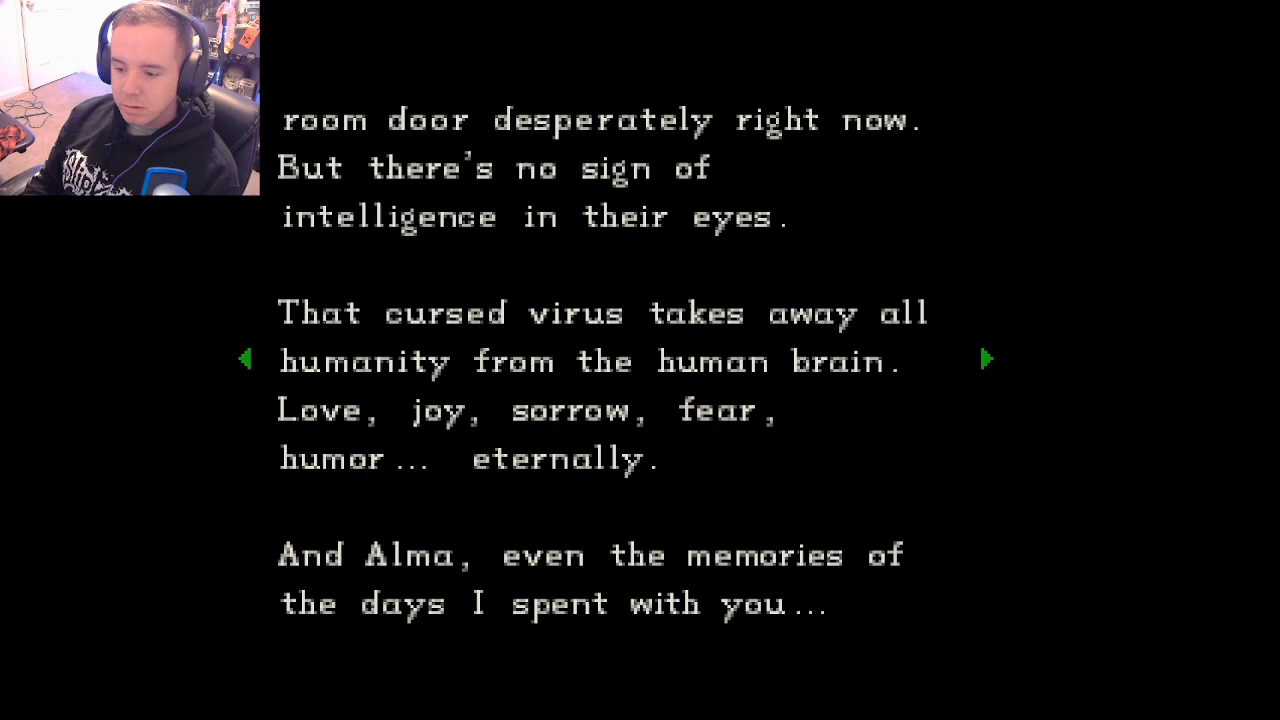 room door desperately right now.
But there's no sign of
intelligence in their eyes.
That cursed virus takes away all
humanity from the human brain.
Love, joy, sorrow, fear,
humor... eternally.
And Alma, even the memories of
the days I spent with you...